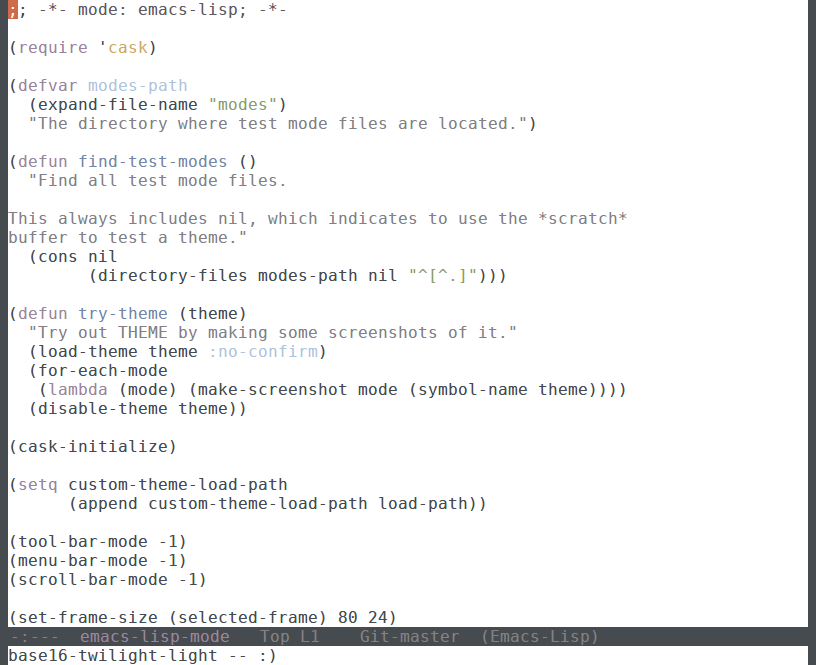 ;; -*- mode: emacs-lisp; -*-

(require 'cask)

(defvar modes-path
  (expand-file-name "modes")
  "The directory where test mode files are located.")

(defun find-test-modes ()
  "Find all test mode files.

This always includes nil, which indicates to use the *scratch*
buffer to test a theme."
  (cons nil
        (directory-files modes-path nil "^[^.]")))

(defun try-theme (theme)
  "Try out THEME by making some screenshots of it."
  (load-theme theme :no-confirm)
  (for-each-mode
   (lambda (mode) (make-screenshot mode (symbol-name theme))))
  (disable-theme theme))

(cask-initialize)

(setq custom-theme-load-path
      (append custom-theme-load-path load-path))

(tool-bar-mode -1)
(menu-bar-mode -1)
(scroll-bar-mode -1)

(set-frame-size (selected-frame) 80 24)
-:---  emacs-lisp-mode   Top L1    Git-master  (Emacs-Lisp)
base16-twilight-light -- :)